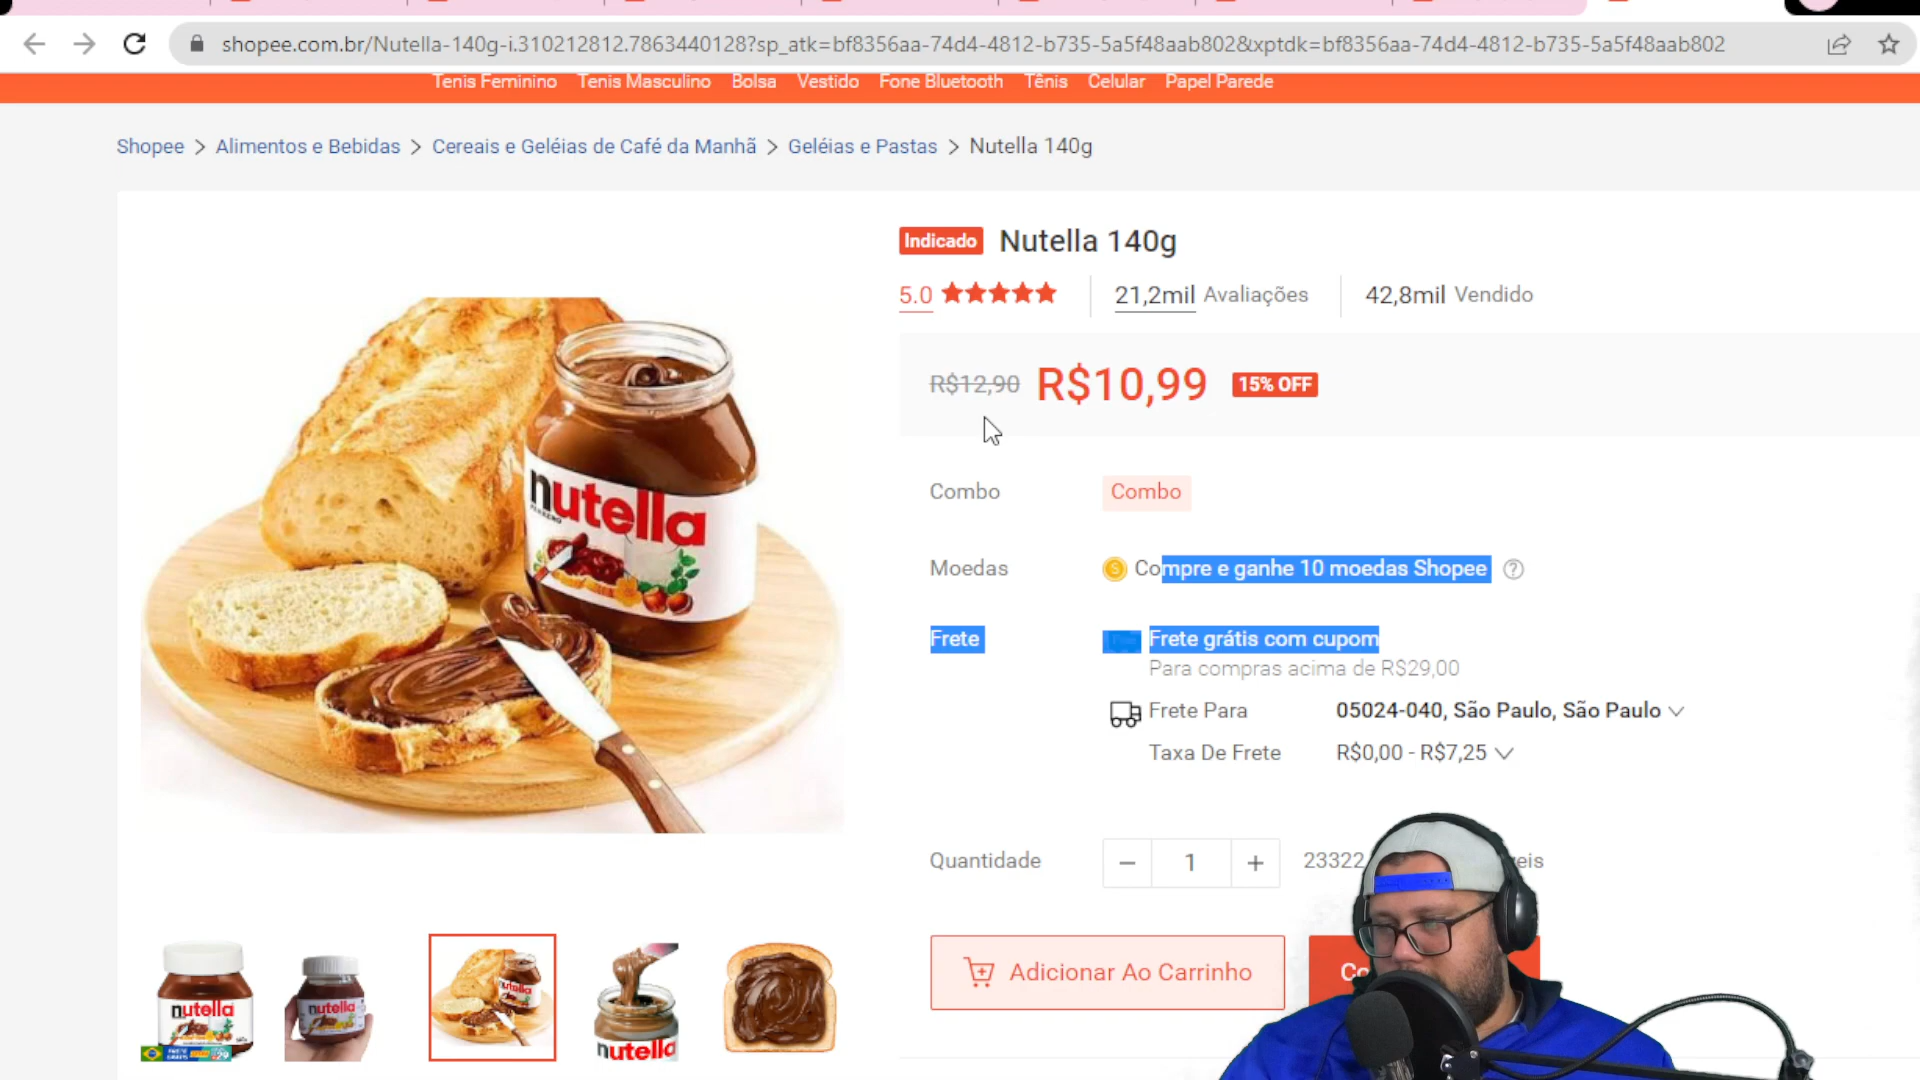 shopee.com.br/Nutella-140g-i.310212812.7863440128?sp_atk=bf8356aa-74d4-4812-b735-5a5f48aab802&xptdk=bf8356aa-74d4-4812-b735-5a5f48aab802
Tenis Feminino Tenis Masculino Bolsa Vestido Fone Bluetooth Tênis Celular Papel Parede
Shopee > Alimentos e Bebidas > Cereais e Geléias de Café da Manhã > Geléias e Pastas > Nutella 140g
Indicado Nutella 140g
5.0 21,2mil Avaliações 42,8mil Vendido
R$12,90 R$10,99 15% OFF
Combo Combo
Moedas Compre e ganhe 10 moedas Shopee
Frete Frete grátis com cupom
Para compras acima de R$29,00
Frete Para 05024-040, São Paulo, São Paulo
Taxa De Frete R$0,00 - R$7,25
Quantidade 1 23322
Adicionar Ao Carrinho
nutella
nutella
nutella
nutella
nutella